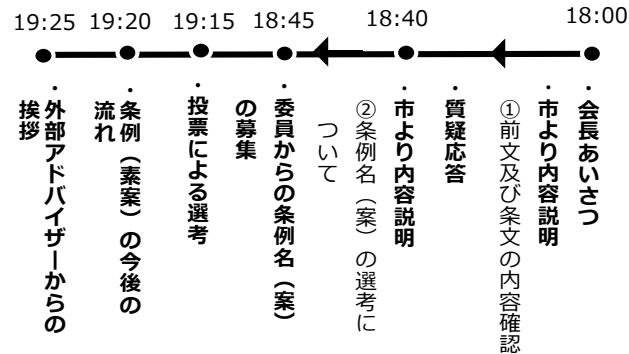 18:00
18:40
18:45
19:15
19:20
19:25
・会長あいさつ
・市より内容説明
①前文及び条文の内容確認
・質疑応答
・市より内容説明
②条例名（案）の選考に
ついて
・委員からの条例名（案）
の募集
・投票による選考
・条例（素案）の今後の
流れ
・外部アドバイザーからの
挨拶